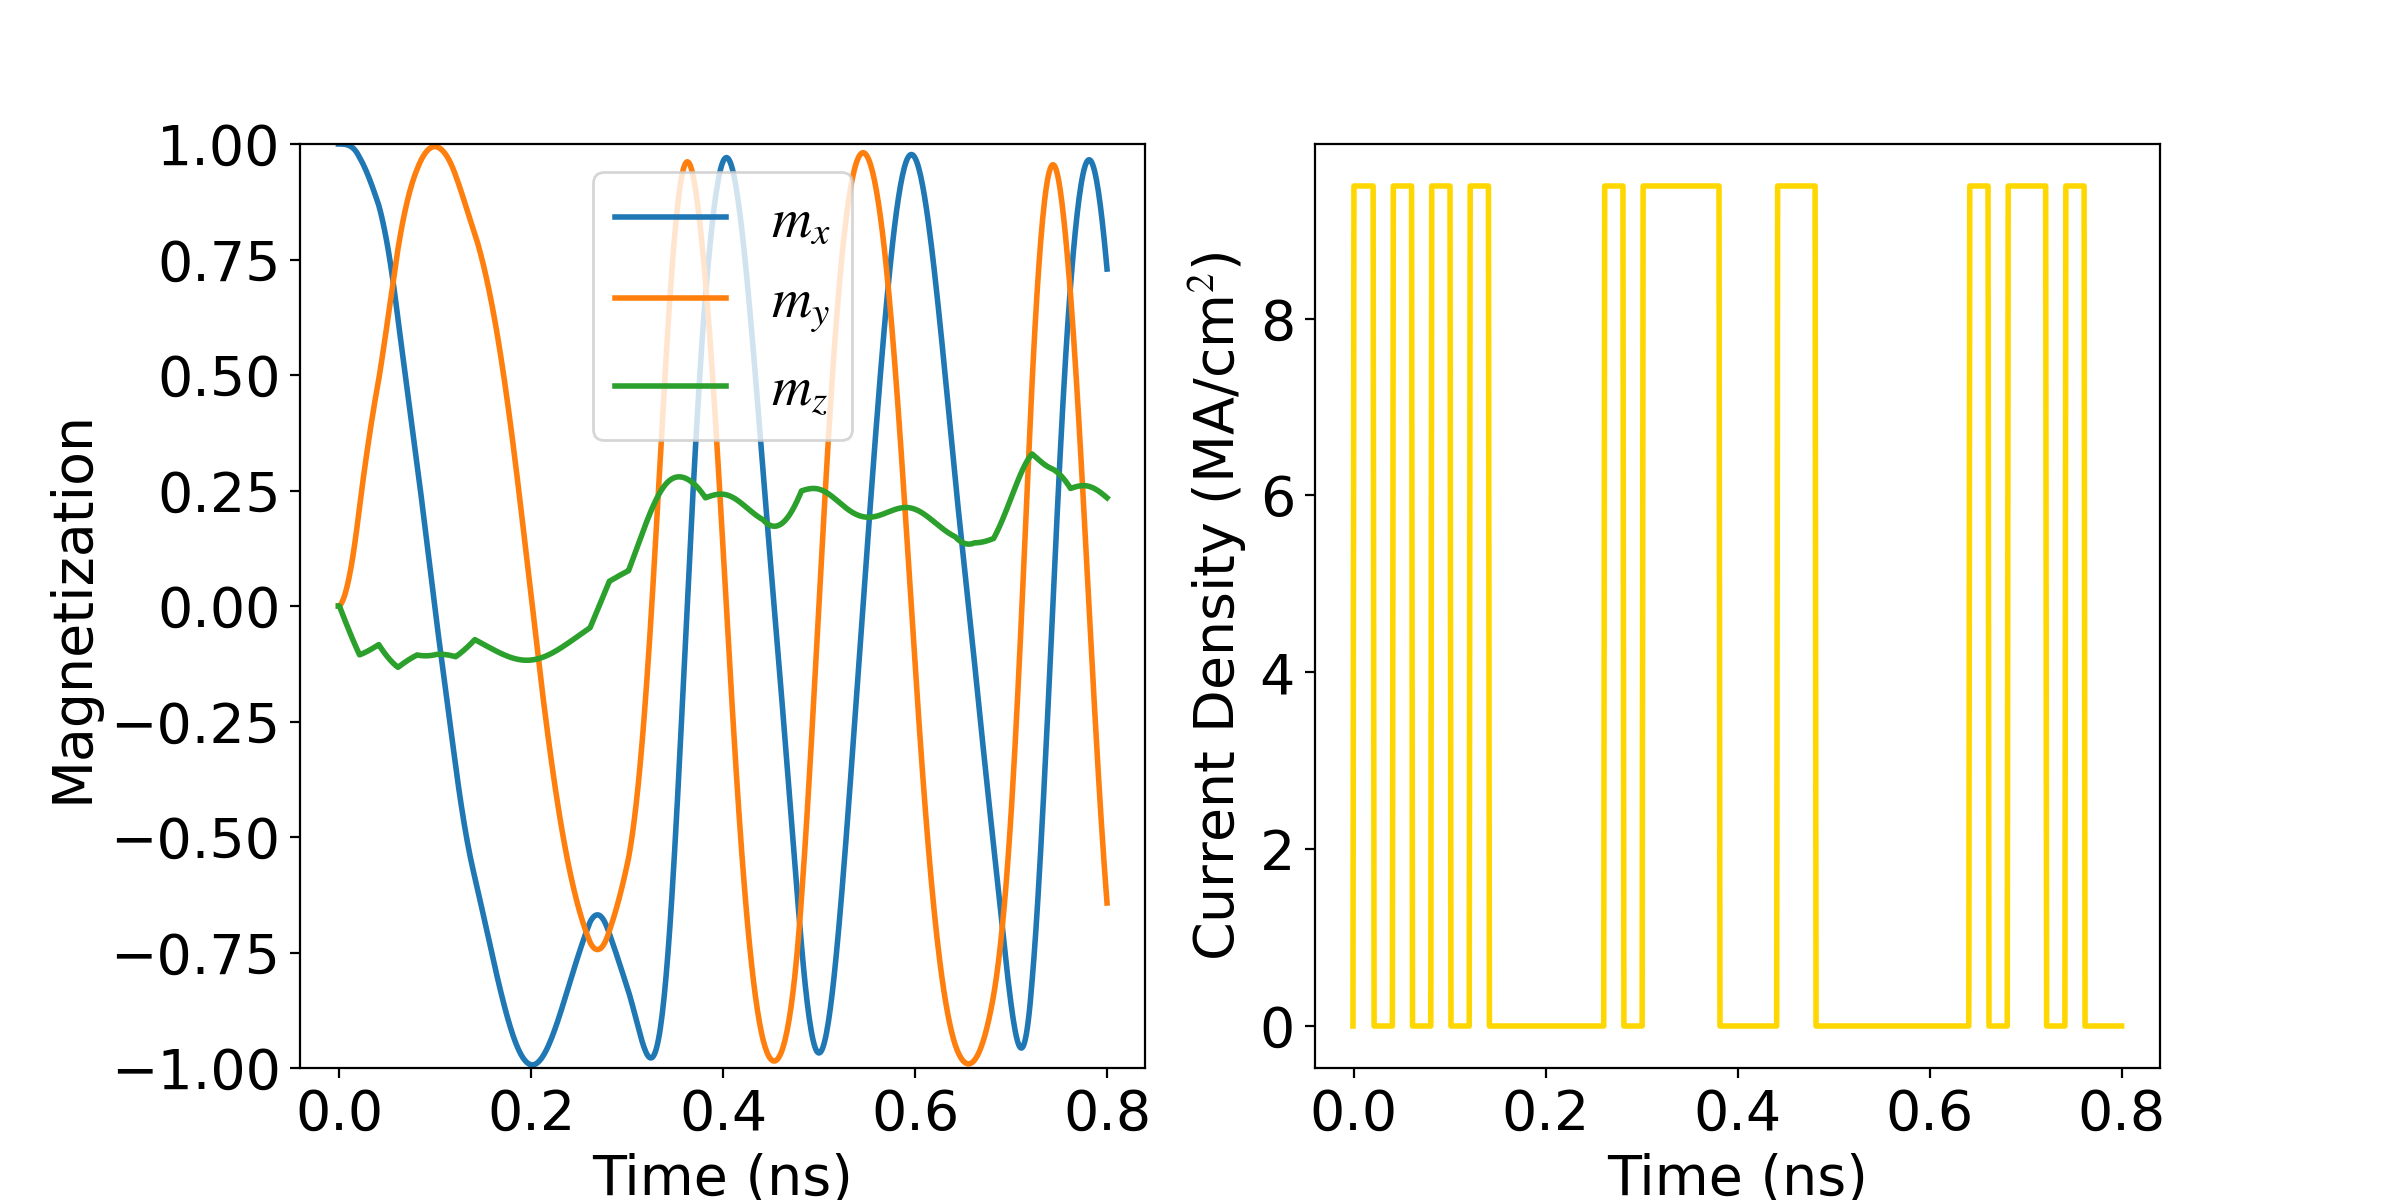 1.00
0.75
0.50
0.25
0.00
−0.25
−0.50
−0.75
−1.00
Magnetization
0.0 0.2 0.4 0.6 0.8
Time (ns)
m_x
m_y
m_z
8
6
4
2
0
Current Density (MA/cm²)
0.0 0.2 0.4 0.6 0.8
Time (ns)